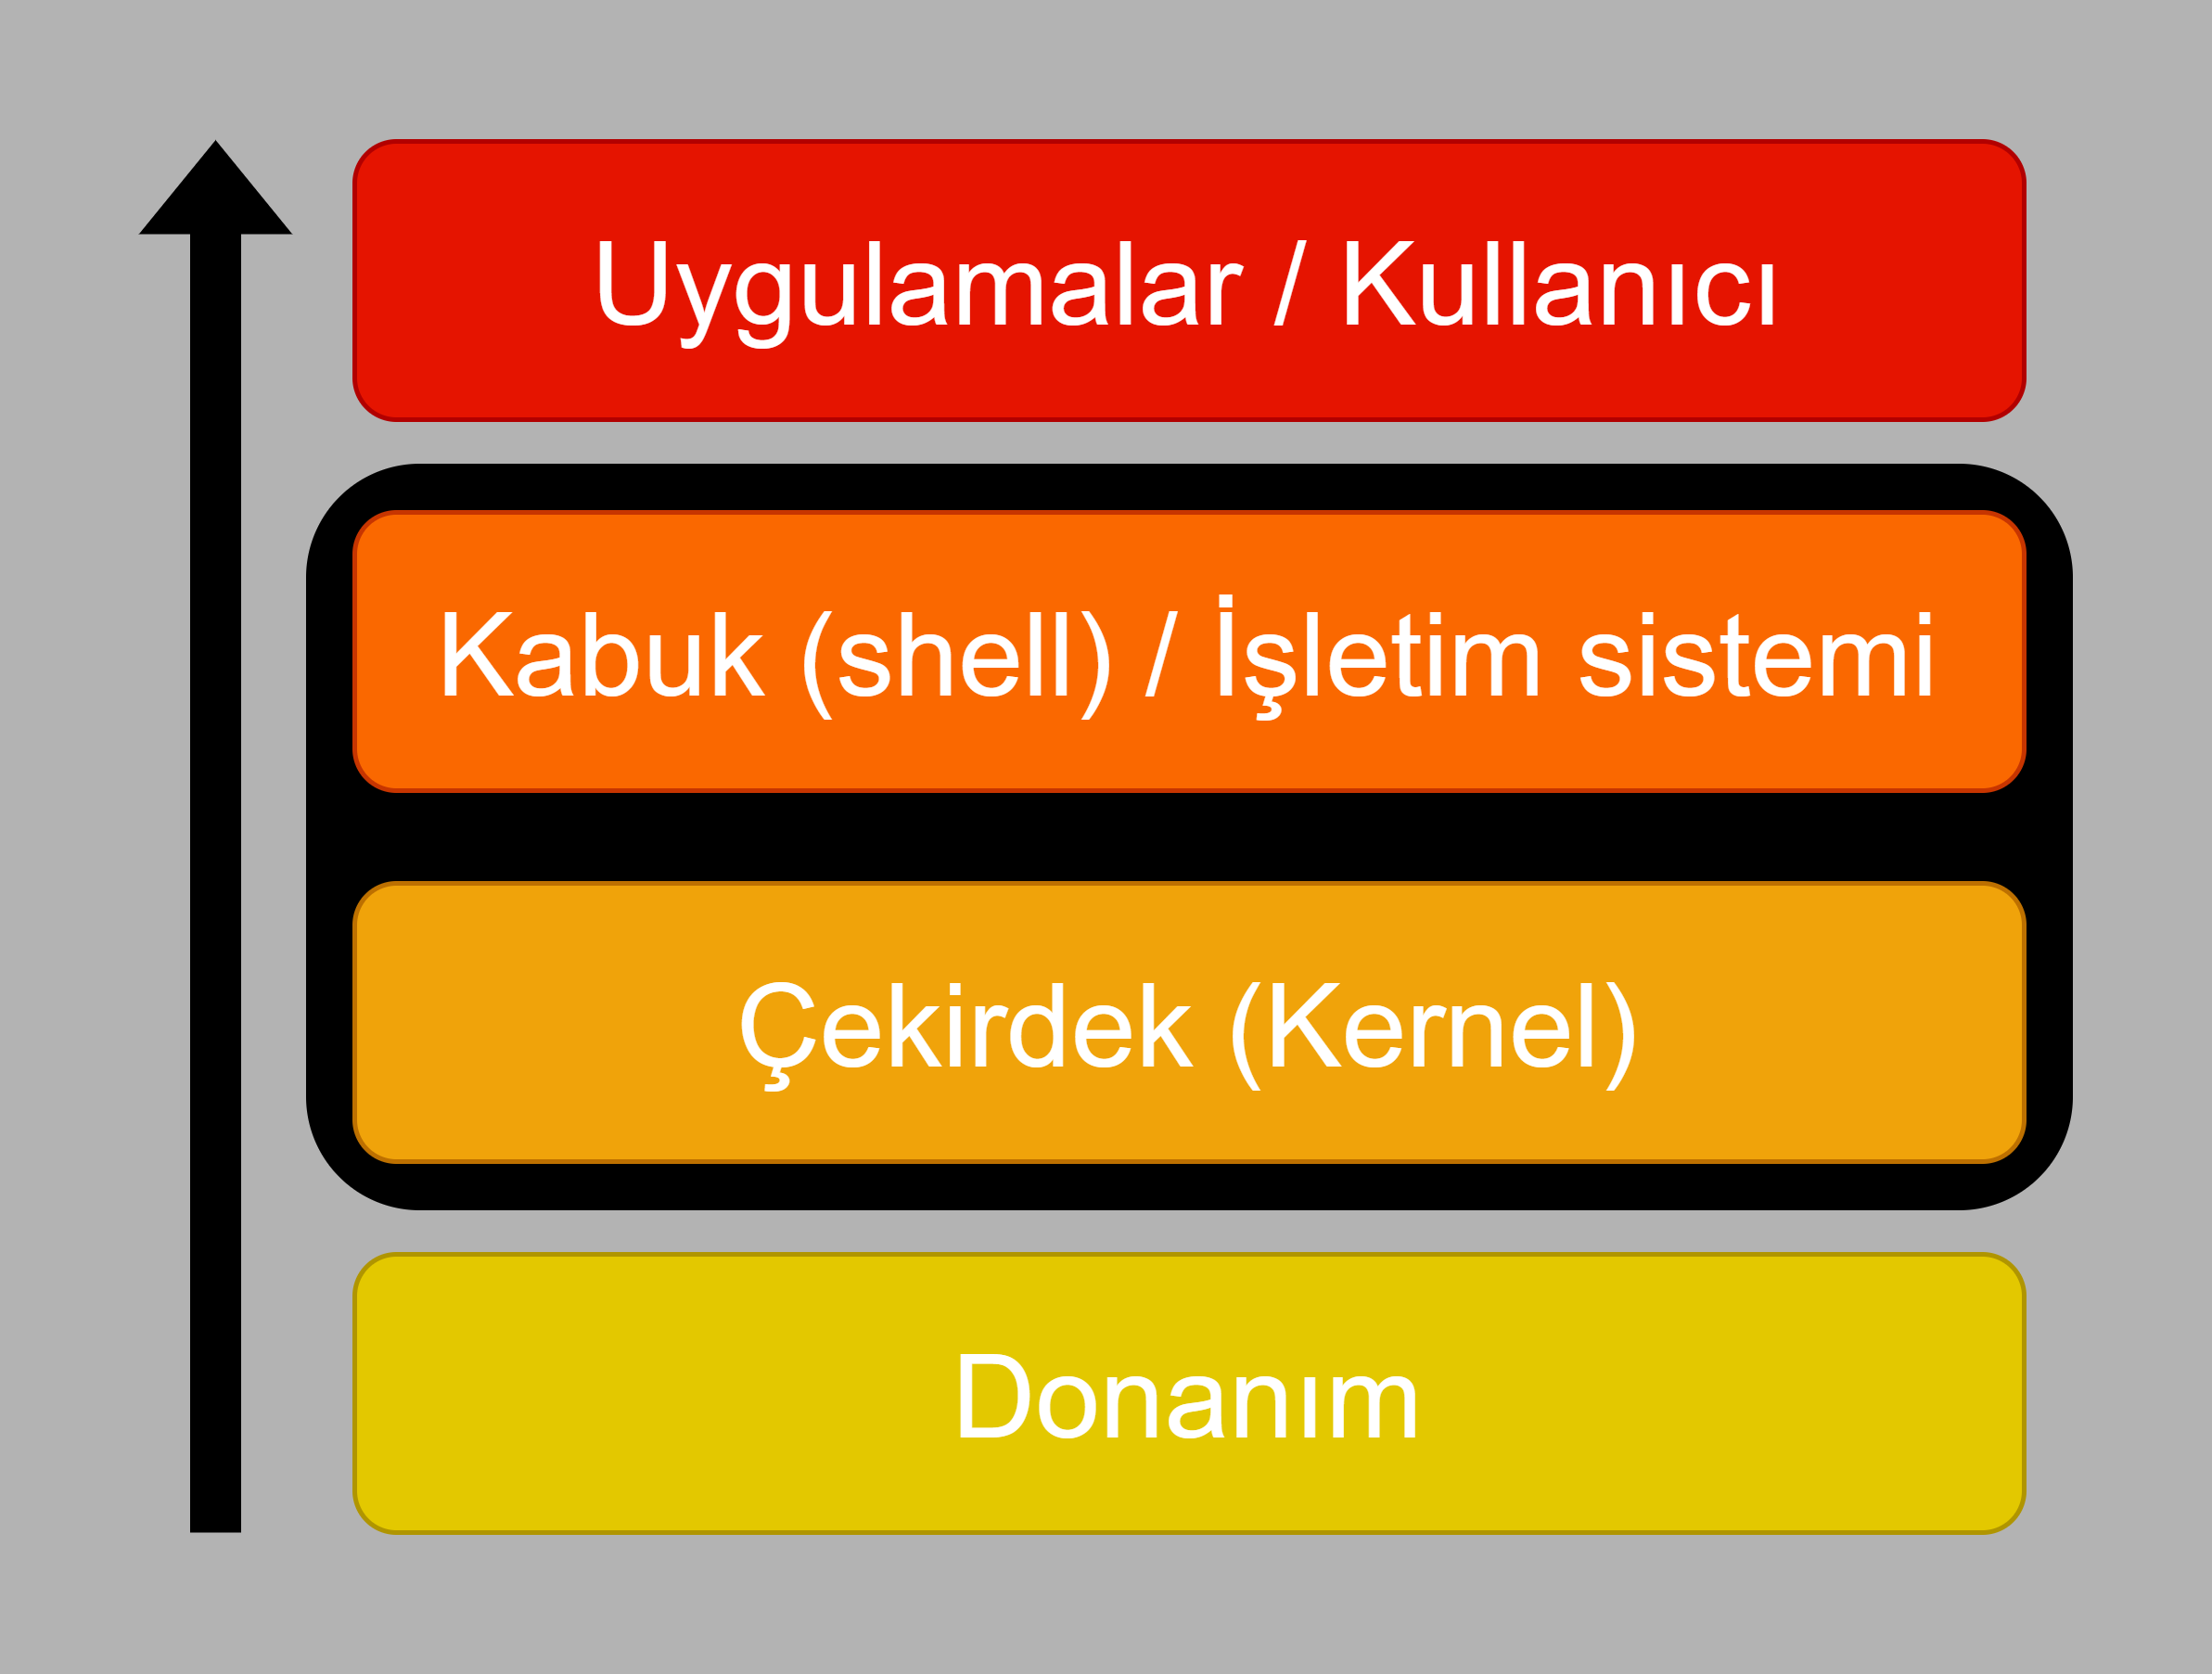 Uygulamalar / Kullanıcı
Kabuk (shell) / İşletim sistemi
Çekirdek (Kernel)
Donanım